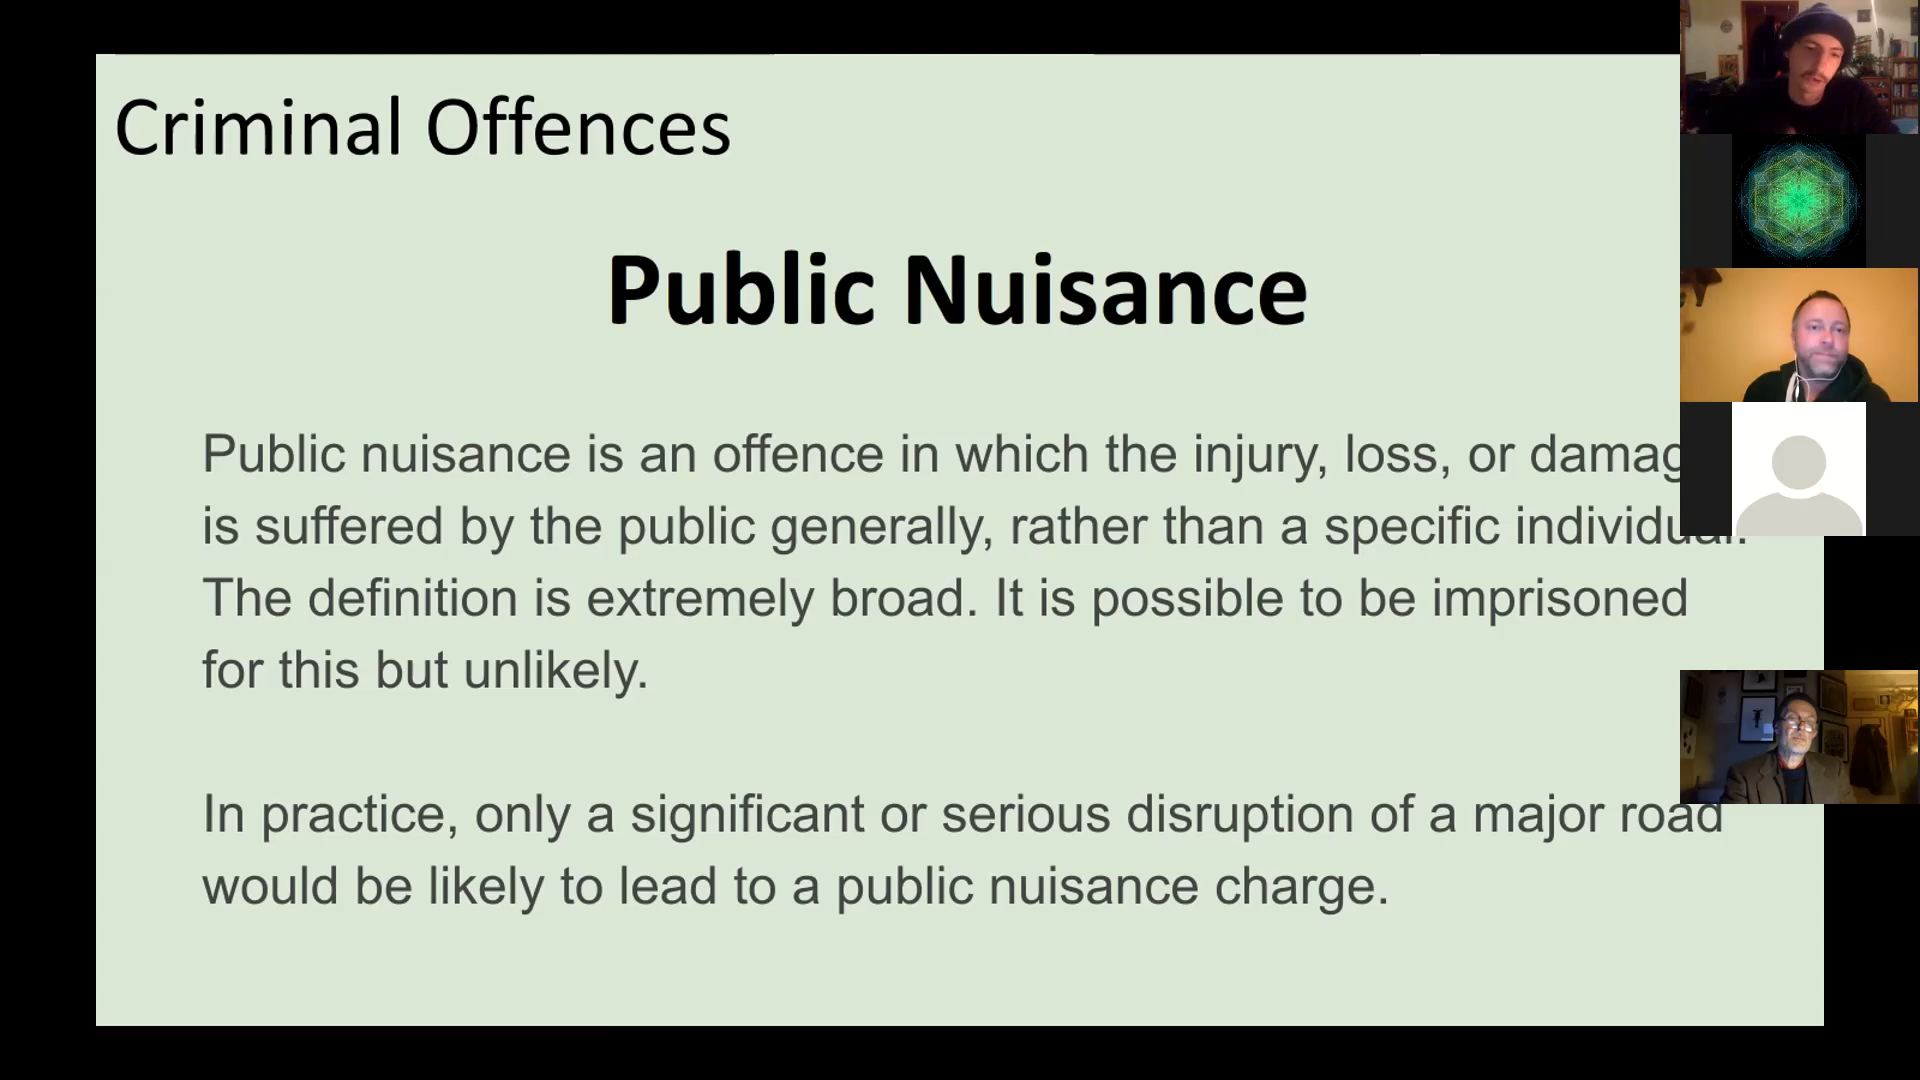 Criminal Offences
Public Nuisance
Public nuisance is an offence in which the injury, loss, or damag
is suffered by the public generally, rather than a specific individual.
The definition is extremely broad. It is possible to be imprisoned
for this but unlikely.
In practice, only a significant or serious disruption of a major road
would be likely to lead to a public nuisance charge.